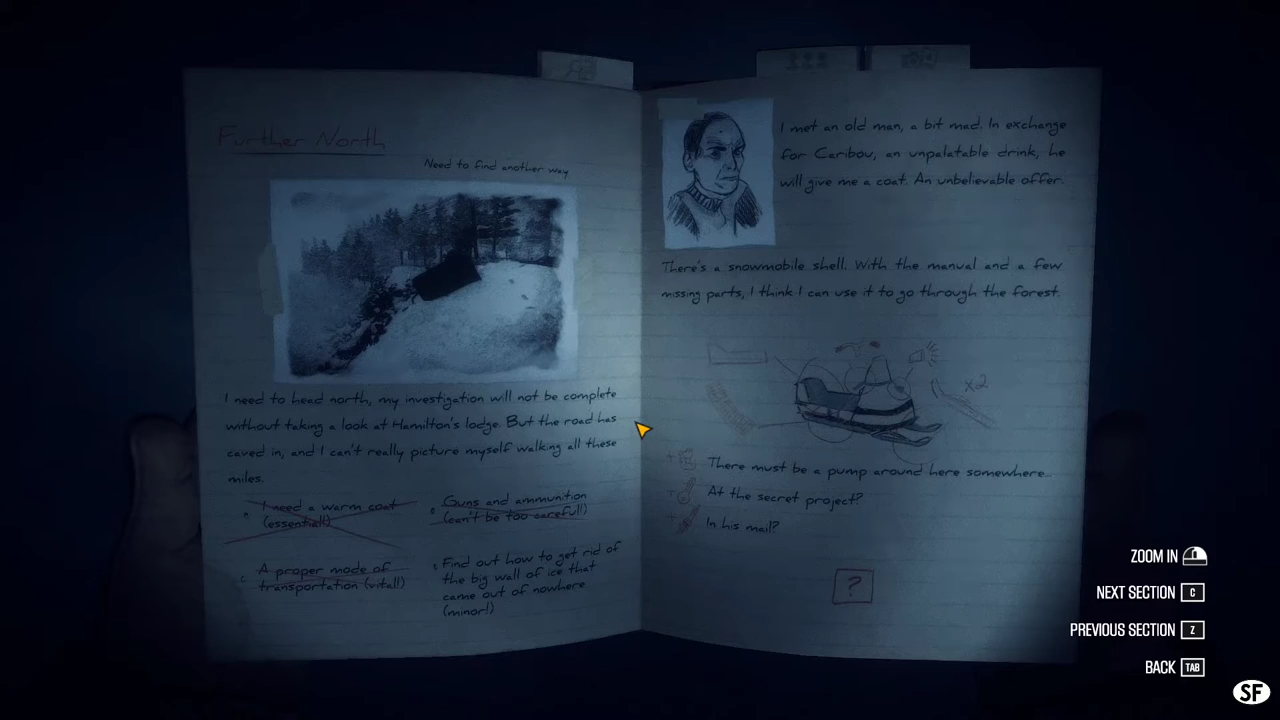 Further North
Need to find another way
I need to head north, my investigation will not be complete
without taking a look at Hamilton's lodge. But the road has
caved in, and I can't really picture myself walking all these
miles.
I need a warm coat
(essential!)
Guns and ammunition
(can't be too careful!)
A proper mode of
transportation (vital!)
Find out how to get rid of
the big wall of ice that
came out of nowhere
(minor!)
I met an old man, a bit mad. In exchange
for Caribou, an unpalatable drink, he
will give me a coat. An unbelievable offer.
There's a snowmobile shell. With the manual and a few
missing parts, I think I can use it to go through the forest.
x2
There must be a pump around here somewhere...
At the secret project?
In his mail?
?
ZOOM IN
NEXT SECTION C
PREVIOUS SECTION Z
BACK TAB
SF